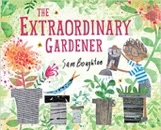 THE
EXTRAORDINARY
GARDENER
Sam Boughton